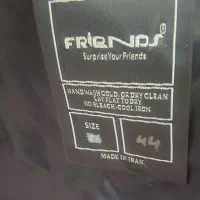 FRIENDS®
Surprise Your Friends
HAND WASH COLD, OR DRY CLEAN
LAY FLAT TO DRY
NO BLEACH, COOL IRON
SIZE
44
MADE IN IRAN